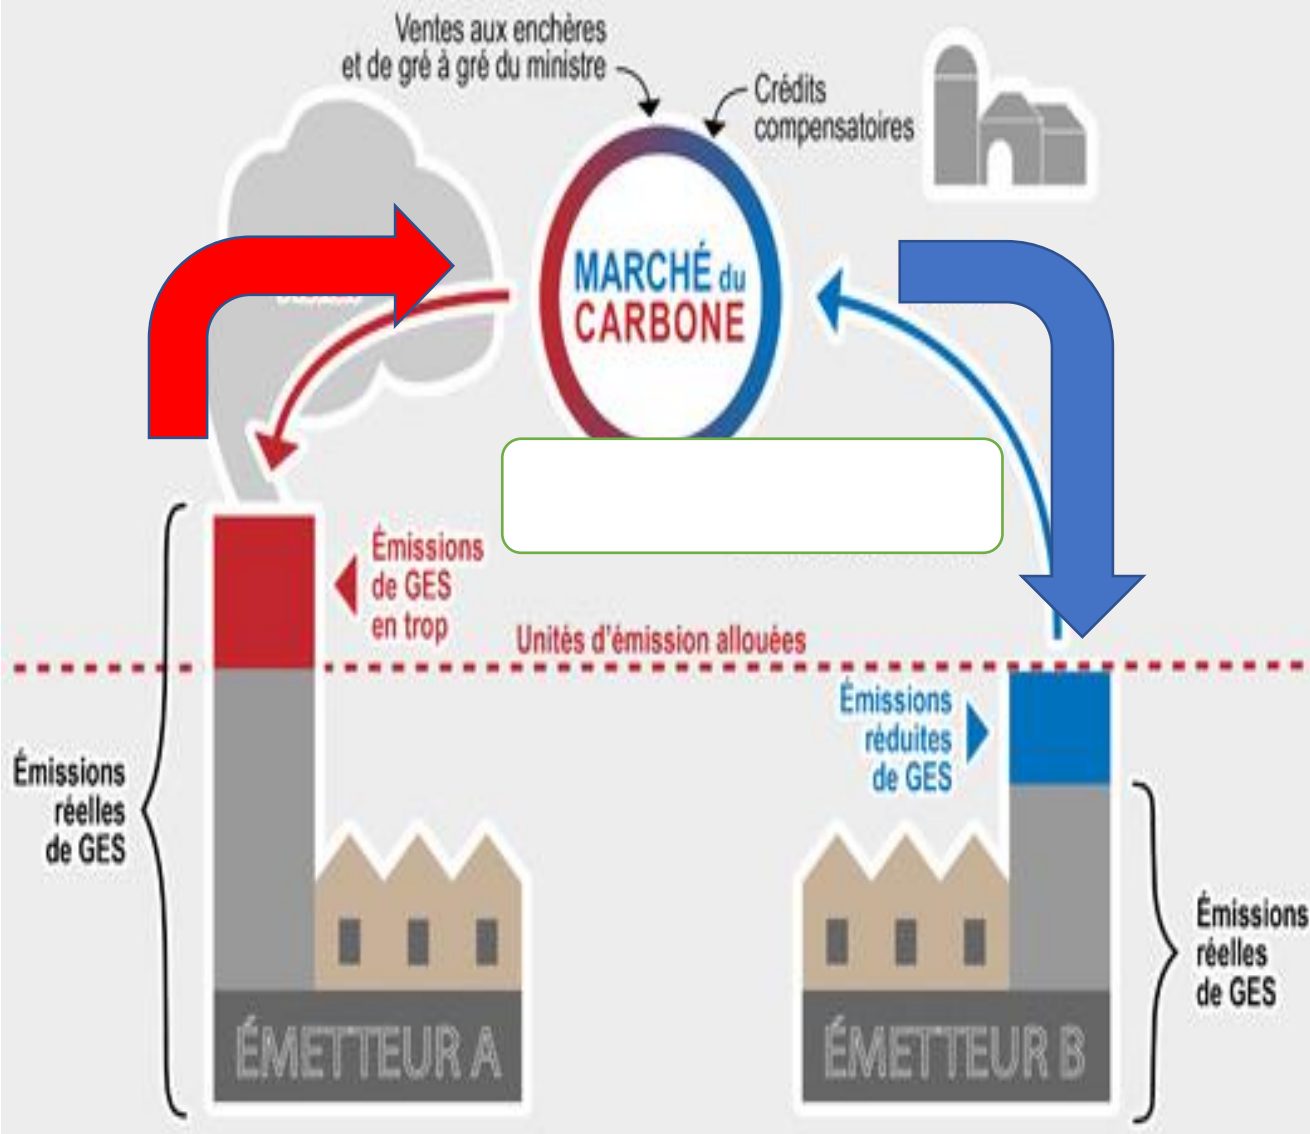 Ventes aux enchères
et de gré à gré du ministre
Crédits
compensatoires
MARCHÉ du
CARBONE
Émissions
de GES
en trop
Unités d'émission allouées
Émissions
réduites
de GES
Émissions
réelles
de GES
Émissions
réelles
de GES
ÉMETTEUR A
ÉMETTEUR B